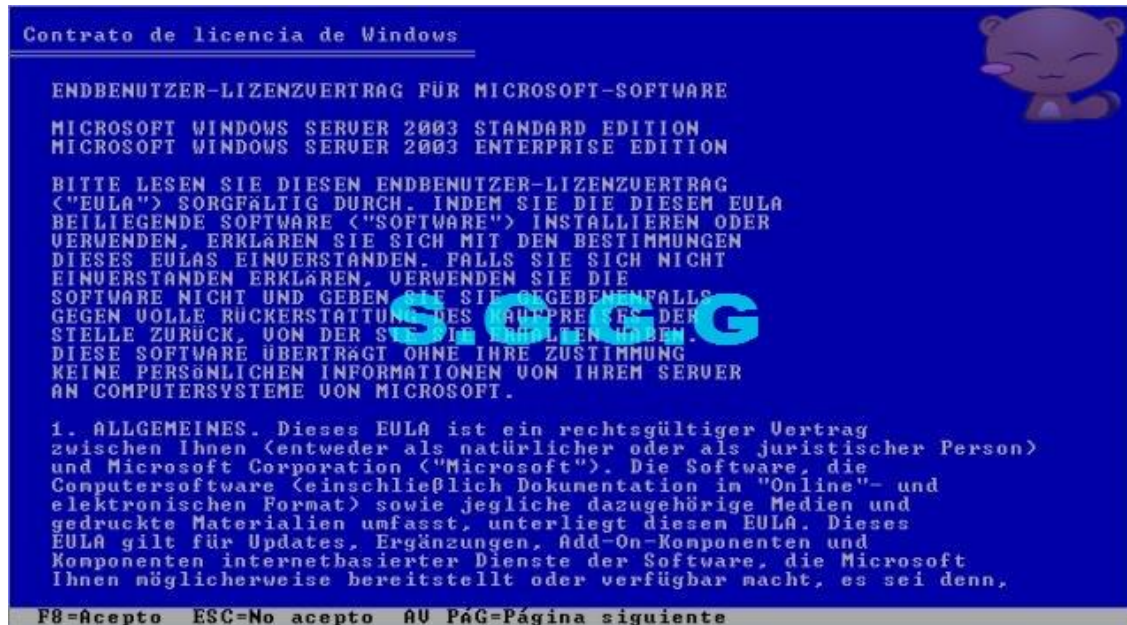 Contrato de licencia de Windows
ENDBENUTZER-LIZENZVERTRAG FÜR MICROSOFT-SOFTWARE
MICROSOFT WINDOWS SERVER 2003 STANDARD EDITION
MICROSOFT WINDOWS SERVER 2003 ENTERPRISE EDITION
BITTE LESEN SIE DIESEN ENDBENUTZER-LIZENZVERTRAG
("EULA") SORGFäLTIG DURCH. INDEM SIE DIE DIESEM EULA
BEILIEGENDE SOFTWARE ("SOFTWARE") INSTALLIEREN ODER
VERWENDEN, ERKLäREN SIE SICH MIT DEN BESTIMMUNGEN
DIESES EULAS EINVERSTANDEN. FALLS SIE SICH NICHT
EINVERSTANDEN ERKLäREN, VERWENDEN SIE DIE
SOFTWARE NICHT UND GEBEN SIE SIE GEGEBENENFALLS
GEGEN VOLLE RÜCKERSTATTUNG DES KAUFPREISES DER
STELLE ZURÜCK, VON DER SIE SIE ERHALTEN HABEN.
S.G.G.G
DIESE SOFTWARE ÜBERTRäGT OHNE IHRE ZUSTIMMUNG
KEINE PERSöNLICHEN INFORMATIONEN VON IHREM SERVER
AN COMPUTERSYSTEME VON MICROSOFT.
1. ALLGEMEINES. Dieses EULA ist ein rechtsgültiger Vertrag
zwischen Ihnen (entweder als natürlicher oder als juristischer Person)
und Microsoft Corporation ("Microsoft"). Die Software, die
Computersoftware (einschließlich Dokumentation im "Online"- und
elektronischen Format) sowie jegliche dazugehörige Medien und
gedruckte Materialien umfasst, unterliegt diesem EULA. Dieses
EULA gilt für Updates, Ergänzungen, Add-On-Komponenten und
Komponenten internetbasierter Dienste der Software, die Microsoft
Ihnen möglicherweise bereitstellt oder verfügbar macht, es sei denn,
F8=Acepto ESC=No acepto AV PáG=Página siguiente